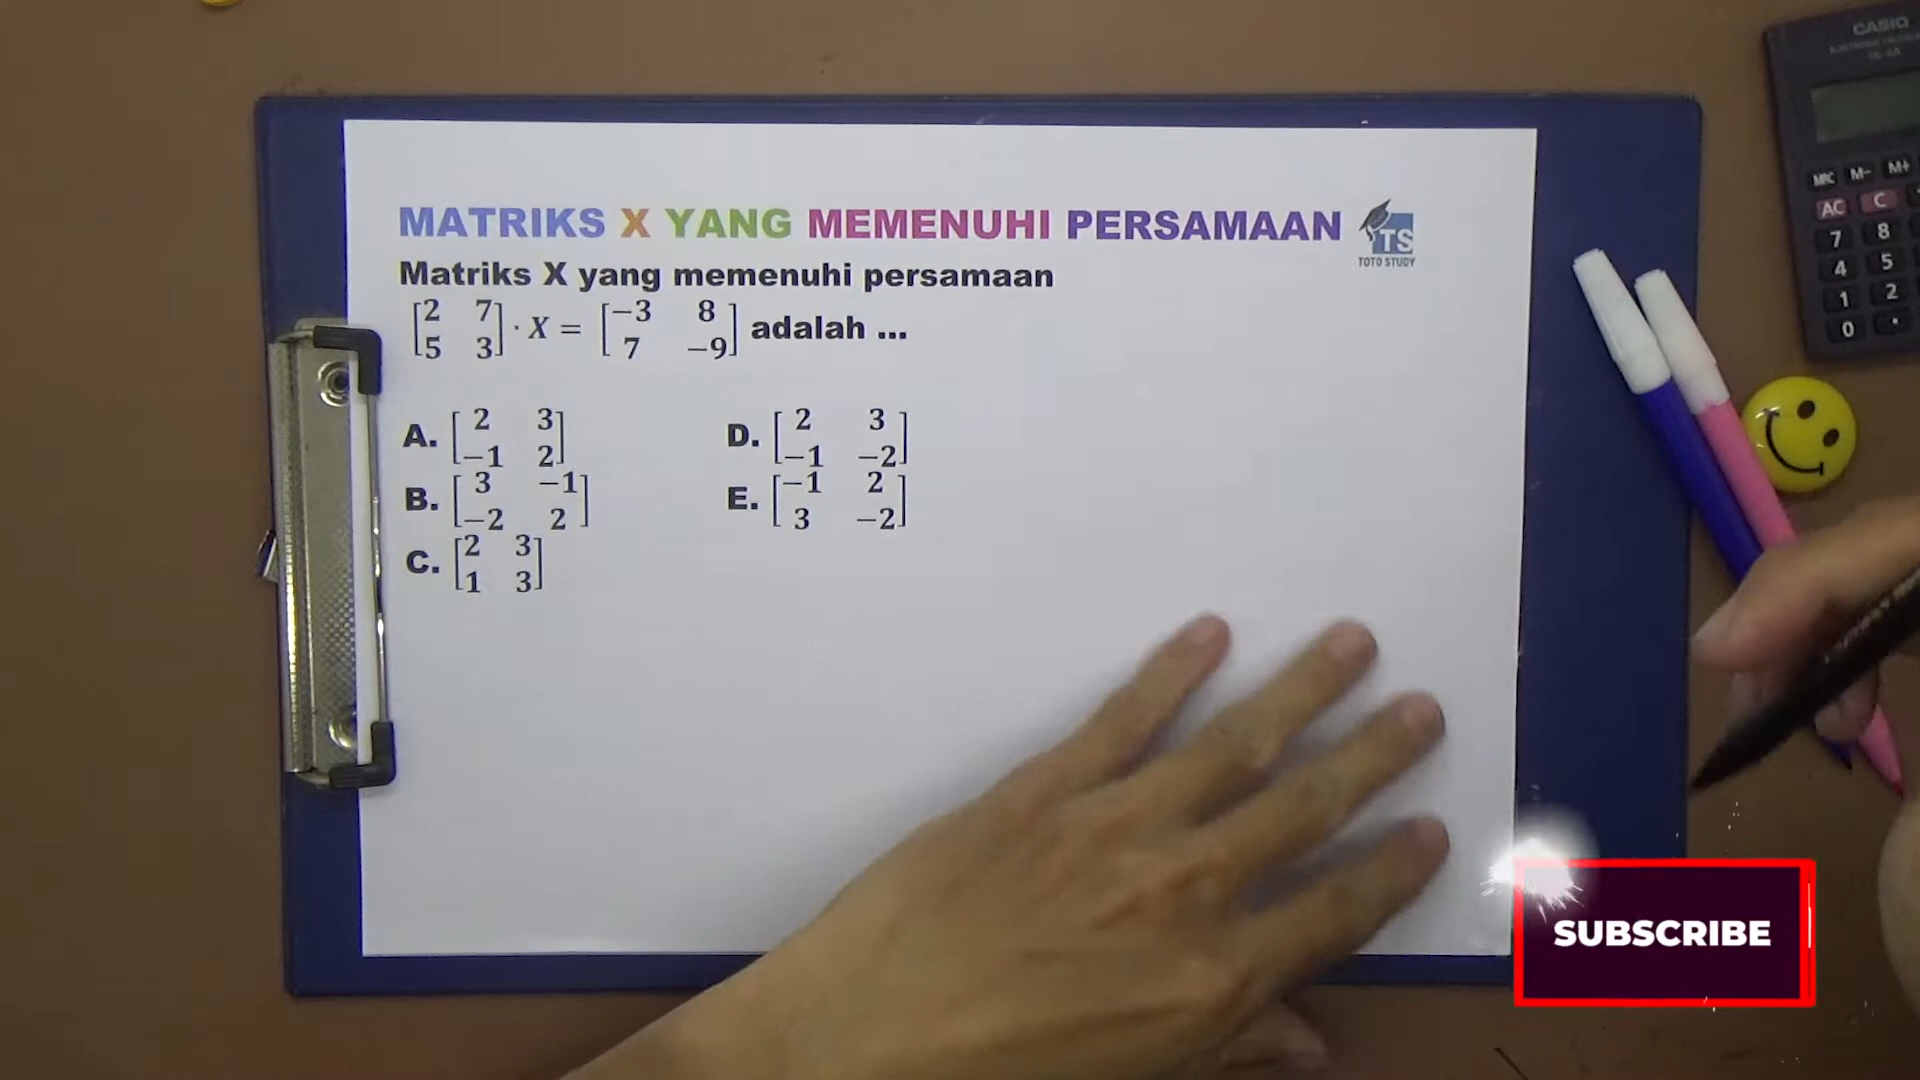 MATRIKS X YANG MEMENUHI PERSAMAAN
TS
TOTO STUDY
Matriks X yang memenuhi persamaan
[2 7
5 3] · X = [−3 8
7 −9] adalah ...
A. [2 3
−1 2]
B. [3 −1
−2 2]
C. [2 3
1 3]
D. [2 3
−1 −2]
E. [−1 2
3 −2]
CASIO
MRC M− M+
AC C
7 8
4 5
1 2
0 ·
SUBSCRIBE